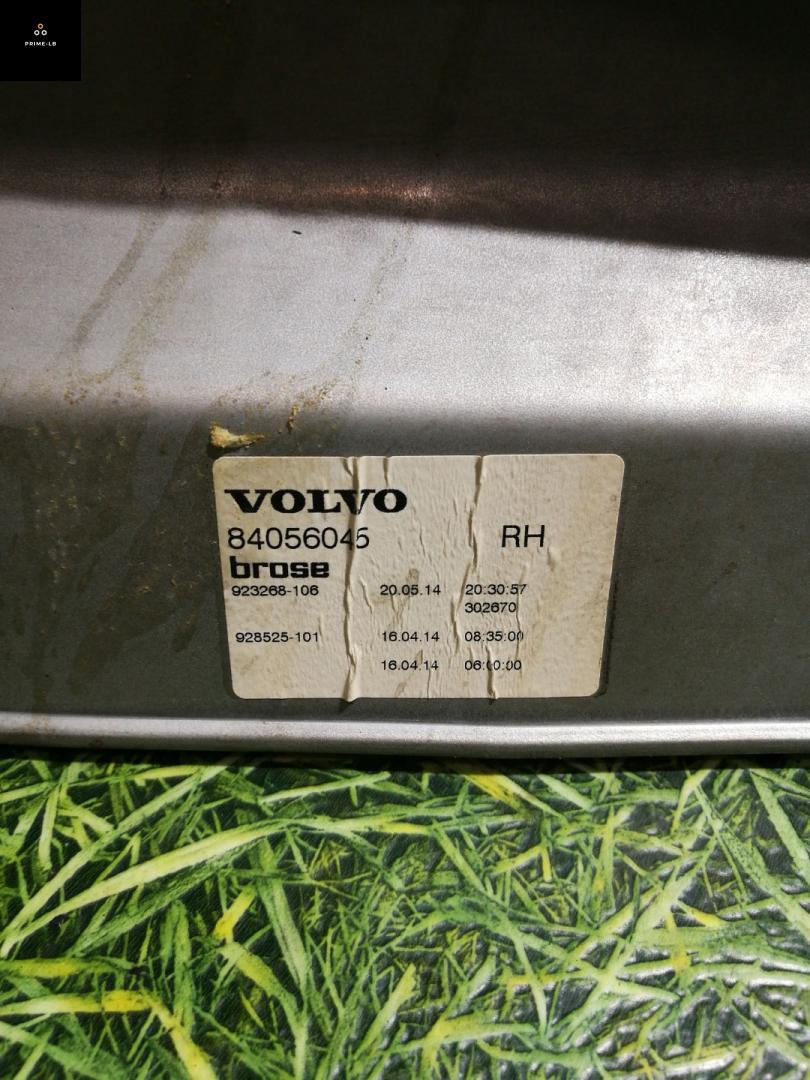 PRIME-LB
VOLVO
84056046 RH
brose
923268-106 20.05.14 20:30:57
302670
928525-101 16.04.14 08:35:00
16.04.14 06:00:00